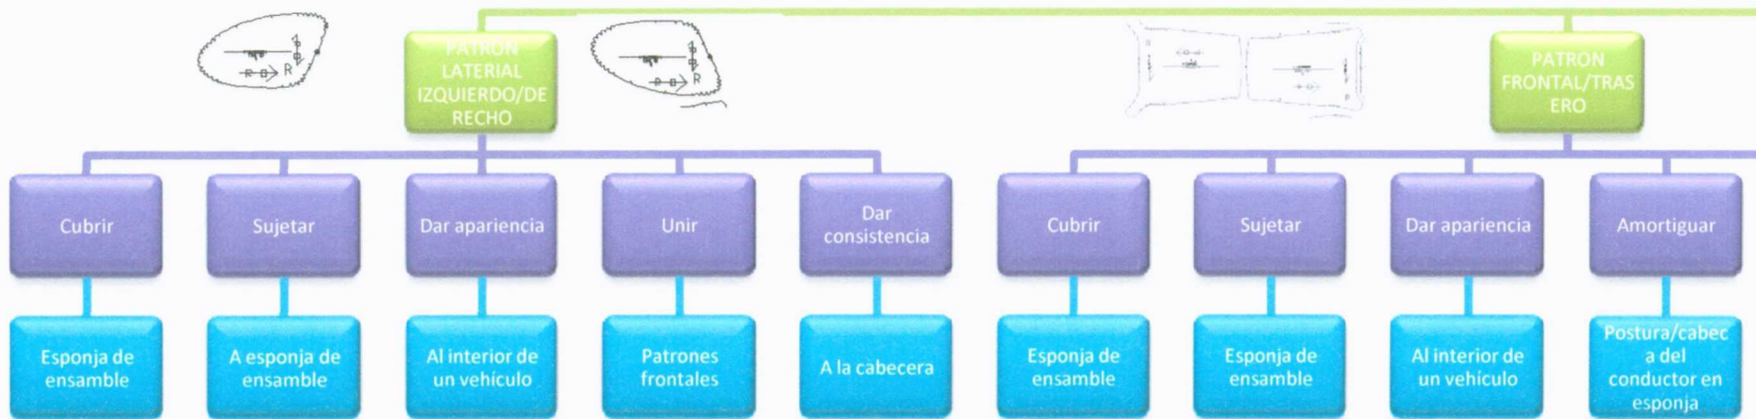 PATRON
LATERIAL
IZQUIERDO/DE
RECHO
PATRON
FRONTAL/TRAS
ERO
R
R
R
R
Cubrir
Sujetar
Dar apariencia
Unir
Dar
consistencia
Cubrir
Sujetar
Dar apariencia
Amortiguar
Esponja de
ensamble
A esponja de
ensamble
Al interior de
un vehículo
Patrones
frontales
A la cabecera
Esponja de
ensamble
Esponja de
ensamble
Al interior de
un vehículo
Postura/cabec
a del
conductor en
esponja